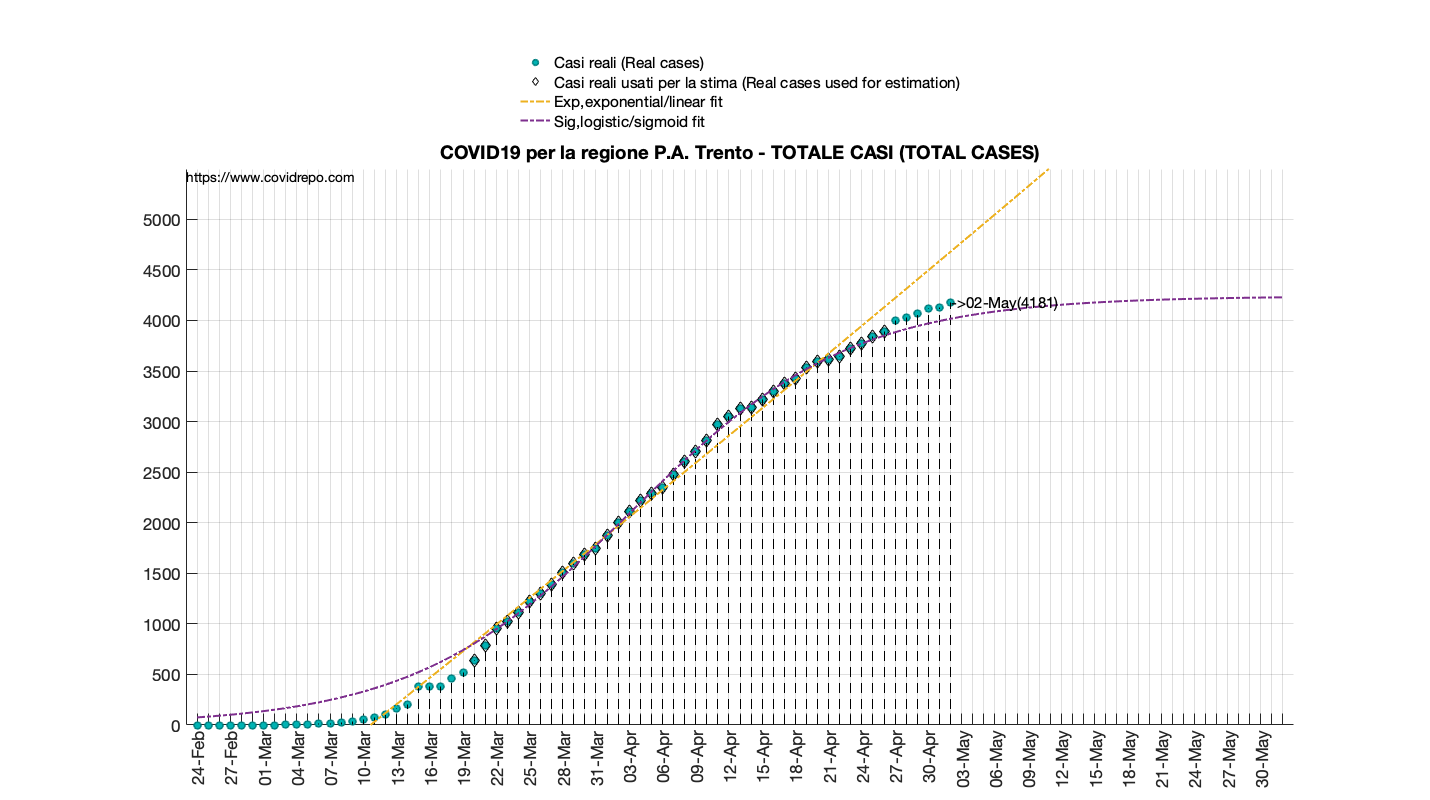 Casi reali (Real cases)
Casi reali usati per la stima (Real cases used for estimation)
Exp,exponential/linear fit
Sig,logistic/sigmoid fit
COVID19 per la regione P.A. Trento - TOTALE CASI (TOTAL CASES)
https://www.covidrepo.com
5000
4500
4000
3500
3000
2500
2000
1500
1000
500
0
->02-May(4181)
24-Feb
27-Feb
01-Mar
04-Mar
07-Mar
10-Mar
13-Mar
16-Mar
19-Mar
22-Mar
25-Mar
28-Mar
31-Mar
03-Apr
06-Apr
09-Apr
12-Apr
15-Apr
18-Apr
21-Apr
24-Apr
27-Apr
30-Apr
03-May
06-May
09-May
12-May
15-May
18-May
21-May
24-May
27-May
30-May